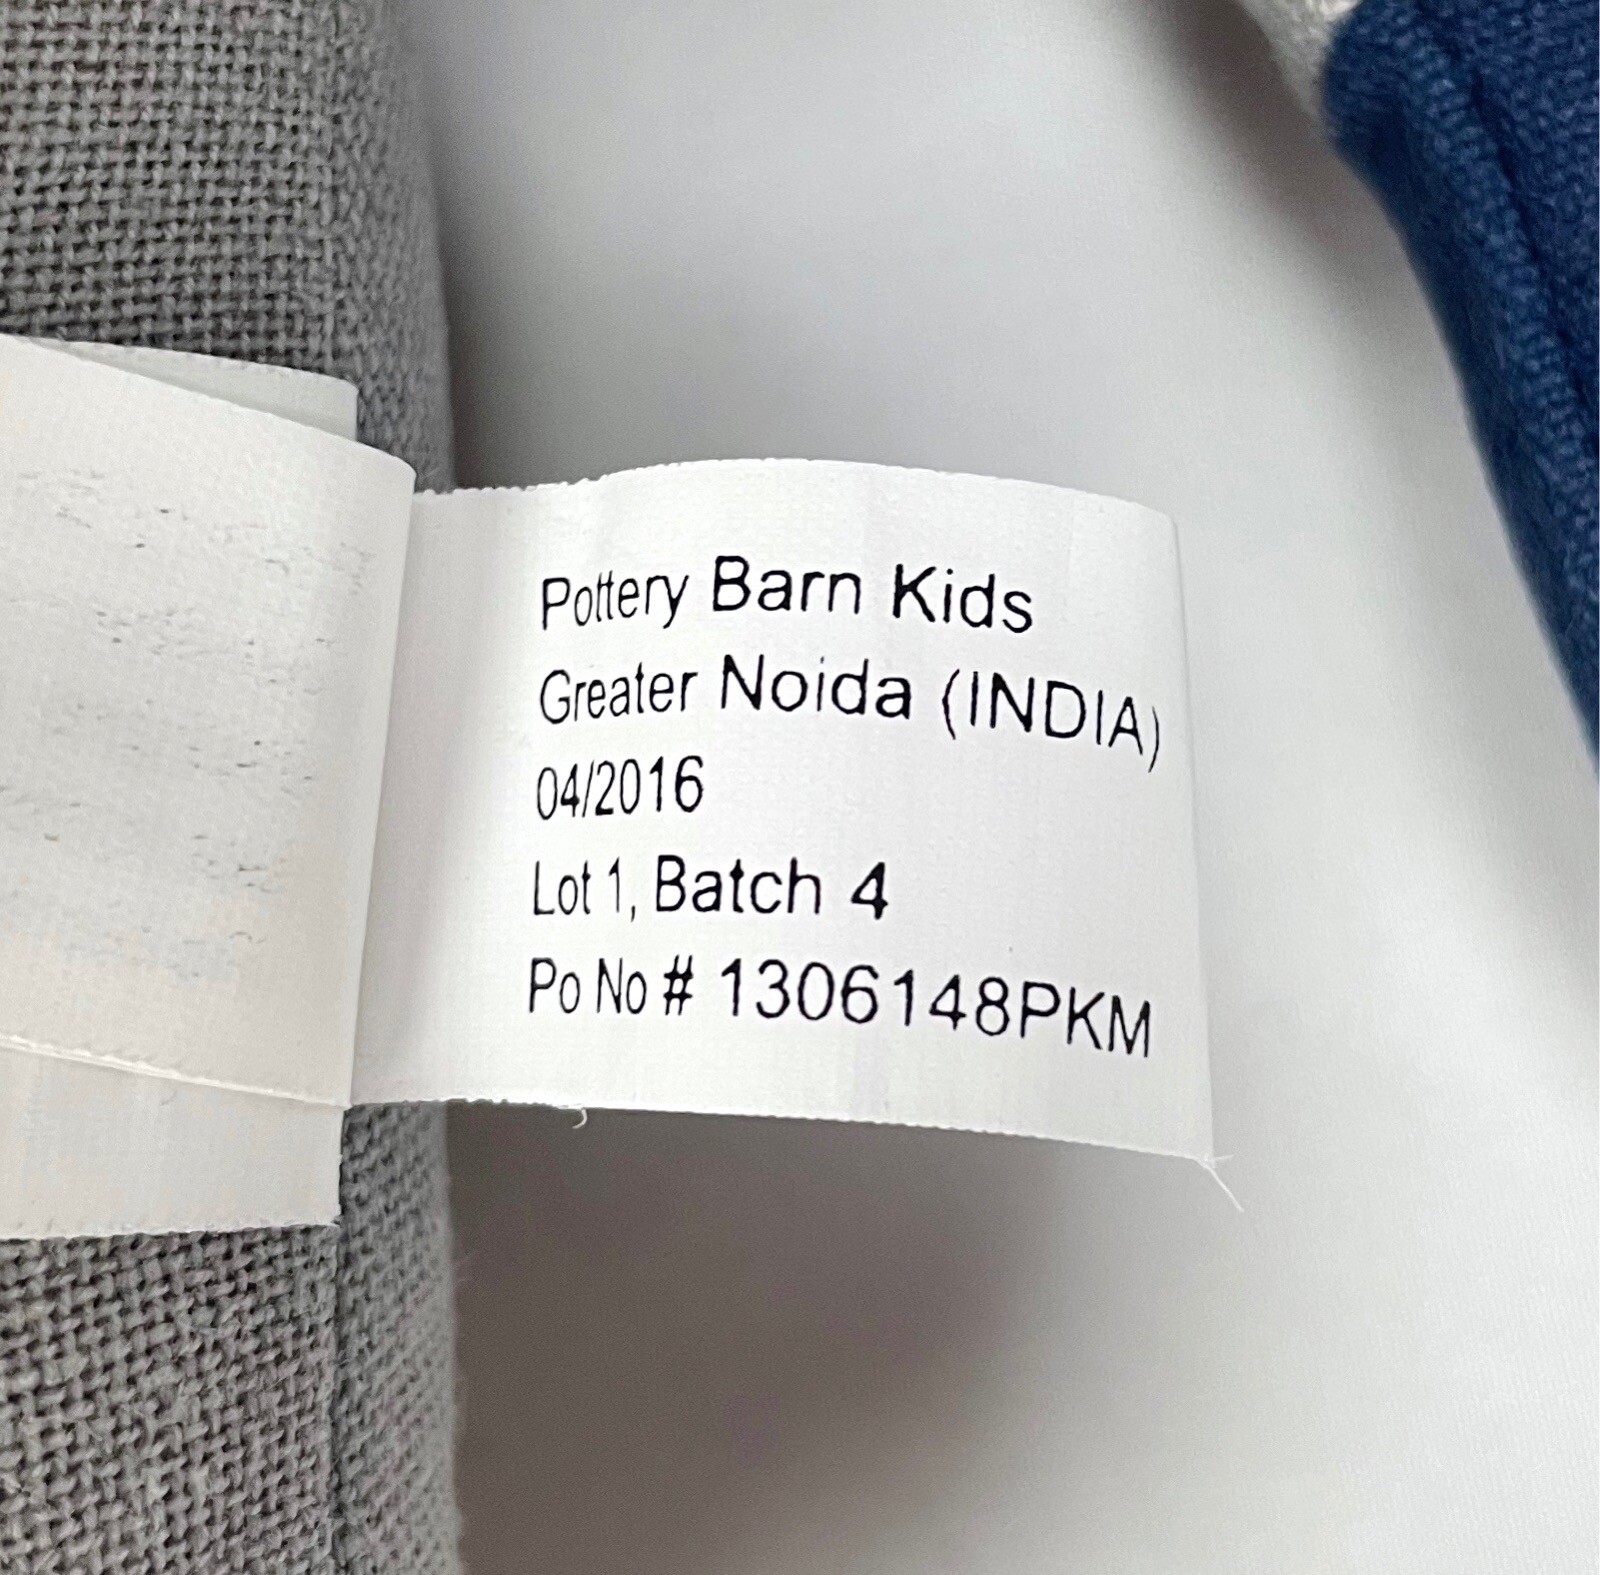 Pottery Barn Kids
Greater Noida (INDIA)
04/2016
Lot 1, Batch 4
Po No # 1306148PKM